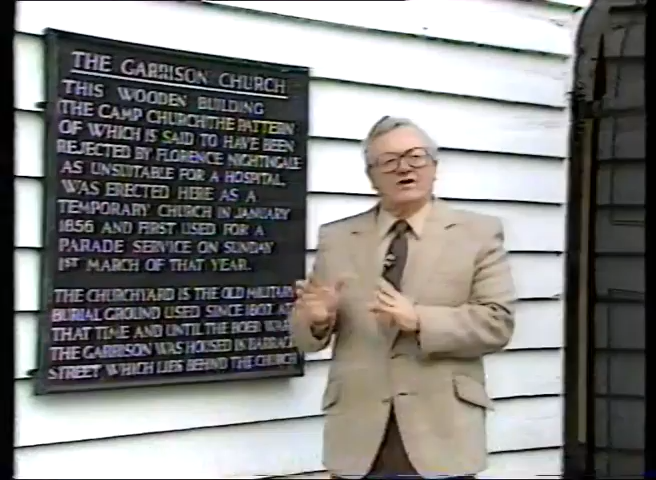 THE GARRISON CHURCH
THIS WOODEN BUILDING,
THE CAMP CHURCH (THE PATTERN
OF WHICH IS SAID TO HAVE BEEN
REJECTED BY FLORENCE NIGHTINGALE
AS UNSUITABLE FOR A HOSPITAL,
WAS ERECTED HERE AS A
TEMPORARY CHURCH IN JANUARY
1856 AND FIRST USED FOR A
PARADE SERVICE ON SUNDAY
1ST MARCH OF THAT YEAR.
THE CHURCHYARD IS THE OLD MILITARY
BURIAL GROUND USED SINCE
THAT TIME AND UNTIL THE BOER WAR
THE GARRISON WAS HOUSED IN BARRACK
STREET WHICH LIES BEHIND THE CHURCH